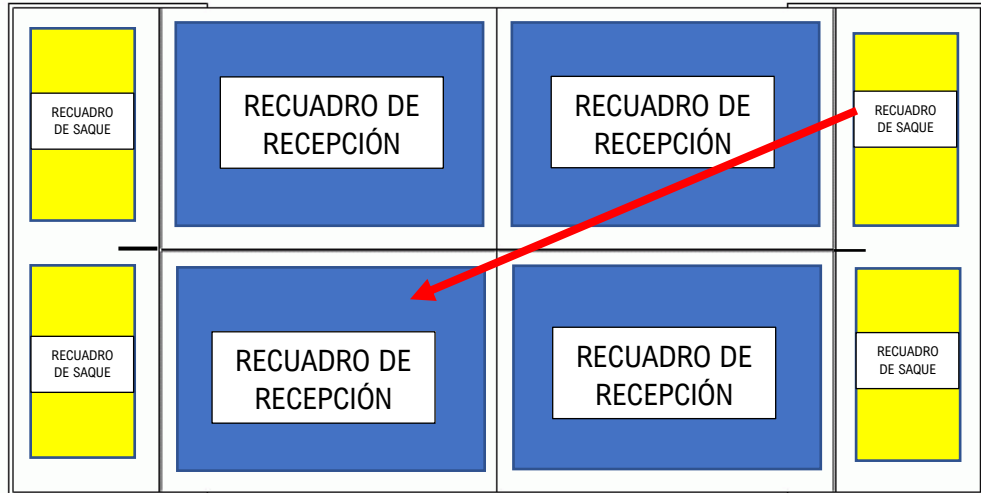 RECUADRO
DE SAQUE
RECUADRO DE
RECEPCIÓN
RECUADRO DE
RECEPCIÓN
RECUADRO
DE SAQUE
RECUADRO
DE SAQUE
RECUADRO DE
RECEPCIÓN
RECUADRO DE
RECEPCIÓN
RECUADRO
DE SAQUE